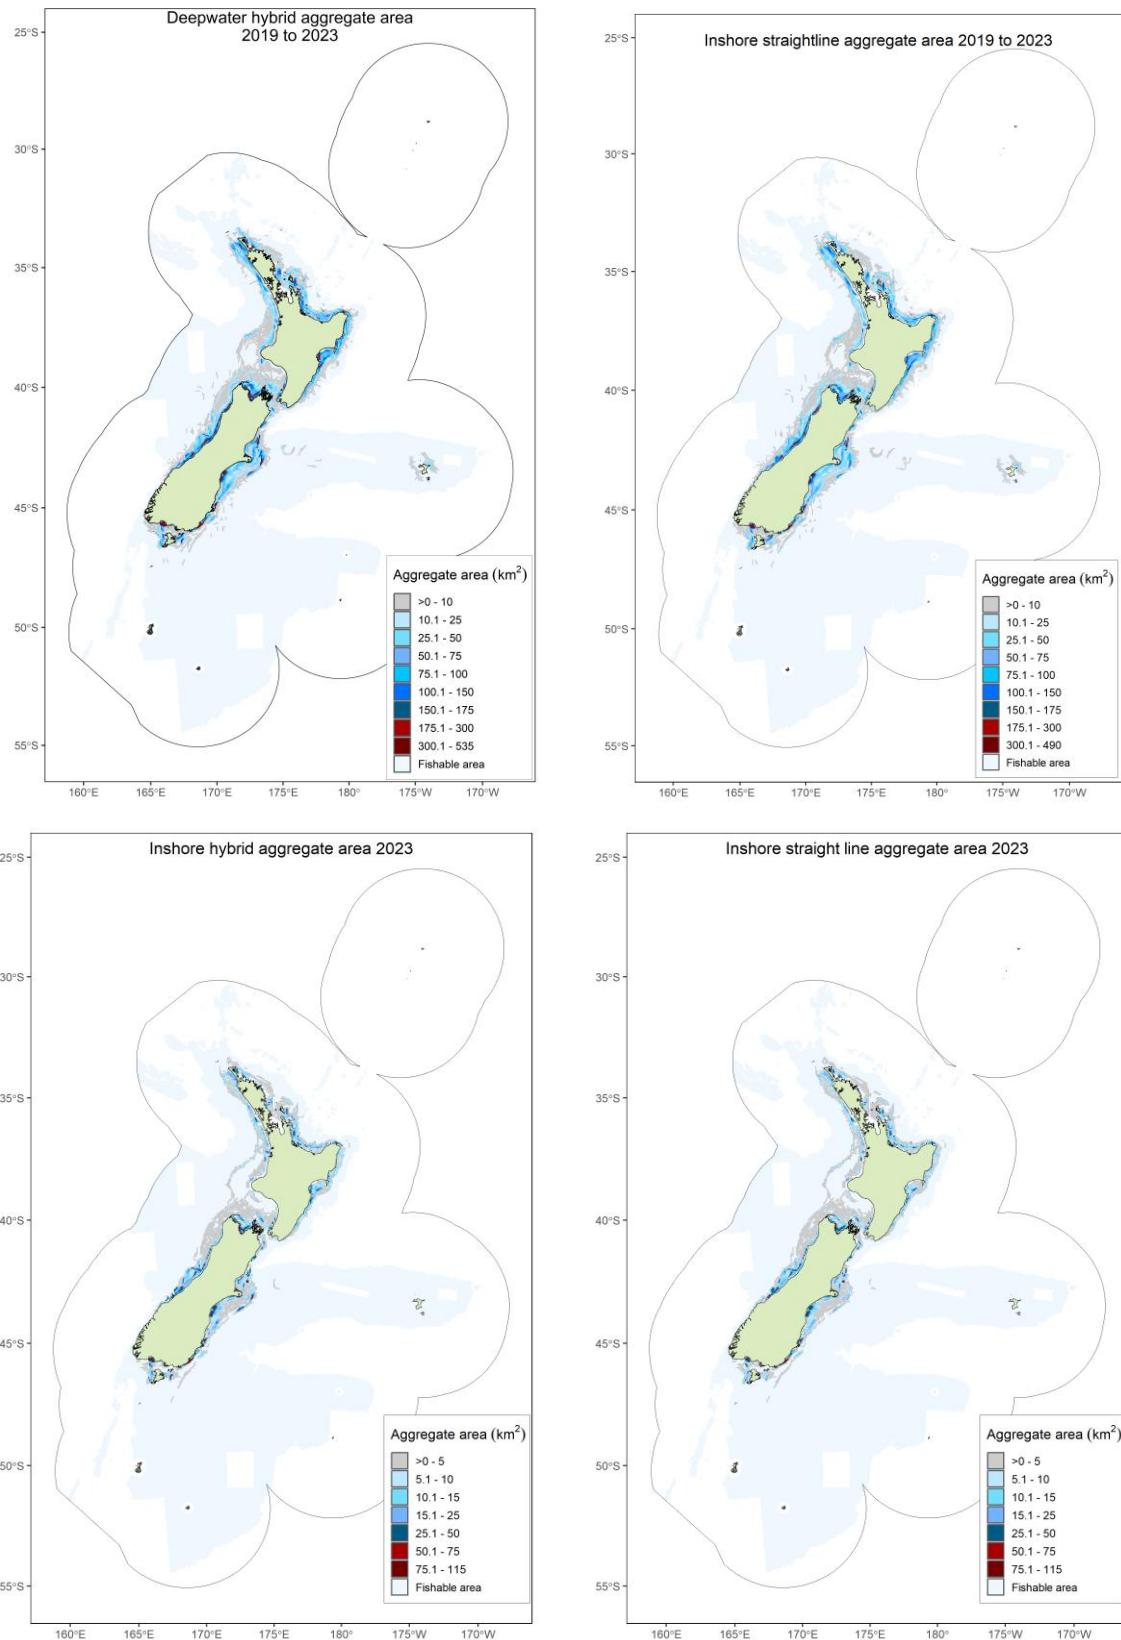 Deepwater hybrid aggregate area
2019 to 2023
25°S
30°S
35°S
40°S
45°S
50°S
55°S
160°E
165°E
170°E
175°E
180°
175°W
170°W
Aggregate area (km²)
>0 - 10
10.1 - 25
25.1 - 50
50.1 - 75
75.1 - 100
100.1 - 150
150.1 - 175
175.1 - 300
300.1 - 535
Fishable area
Inshore straightline aggregate area 2019 to 2023
25°S
30°S
35°S
40°S
45°S
50°S
55°S
160°E
165°E
170°E
175°E
180°
175°W
170°W
Aggregate area (km²)
>0 - 10
10.1 - 25
25.1 - 50
50.1 - 75
75.1 - 100
100.1 - 150
150.1 - 175
175.1 - 300
300.1 - 490
Fishable area
Inshore hybrid aggregate area 2023
25°S
30°S
35°S
40°S
45°S
50°S
55°S
160°E
165°E
170°E
175°E
180°
175°W
170°W
Aggregate area (km²)
>0 - 5
5.1 - 10
10.1 - 15
15.1 - 25
25.1 - 50
50.1 - 75
75.1 - 115
Fishable area
Inshore straight line aggregate area 2023
25°S
30°S
35°S
40°S
45°S
50°S
55°S
160°E
165°E
170°E
175°E
180°
175°W
170°W
Aggregate area (km²)
>0 - 5
5.1 - 10
10.1 - 15
15.1 - 25
25.1 - 50
50.1 - 75
75.1 - 115
Fishable area